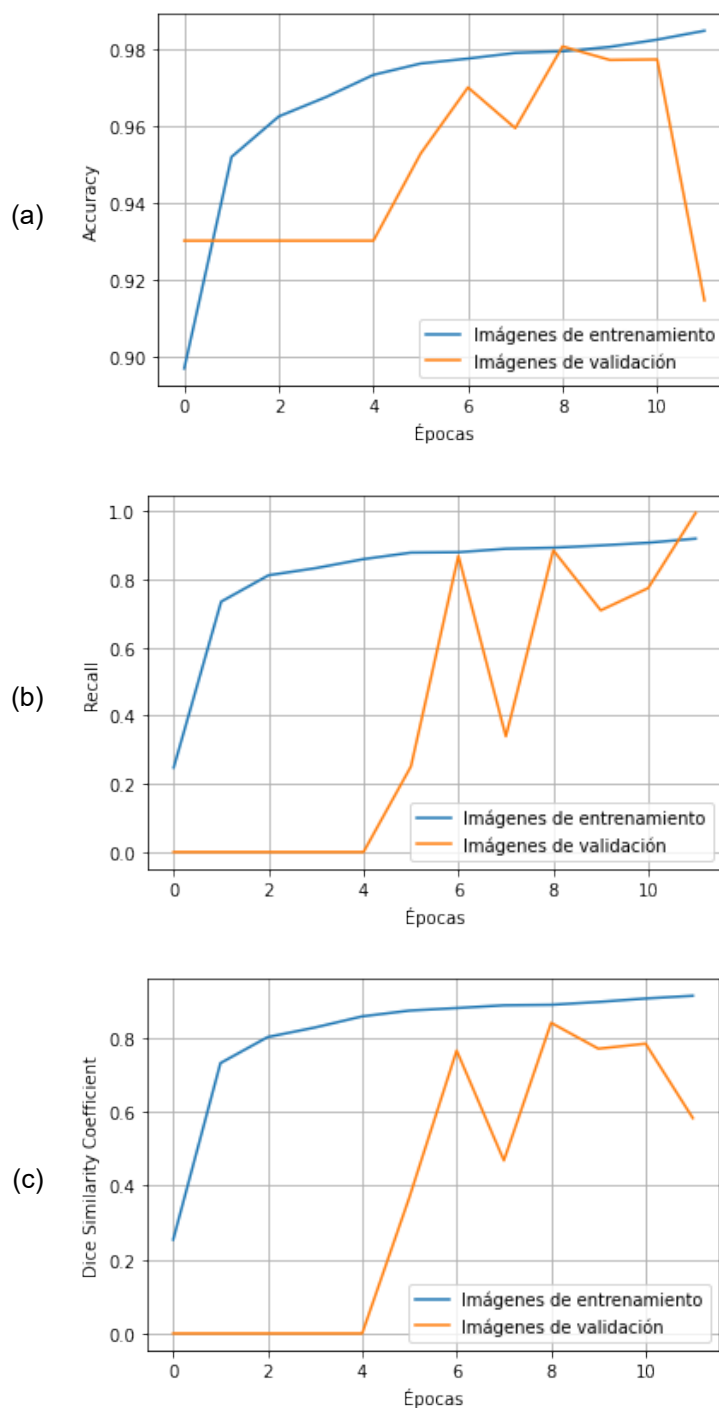 (a)
Accuracy
0.98
0.96
0.94
0.92
0.90
Imágenes de entrenamiento
Imágenes de validación
0 2 4 6 8 10
Épocas
(b)
Recall
1.0
0.8
0.6
0.4
0.2
0.0
Imágenes de entrenamiento
Imágenes de validación
0 2 4 6 8 10
Épocas
(c)
Dice Similarity Coefficient
0.8
0.6
0.4
0.2
0.0
Imágenes de entrenamiento
Imágenes de validación
0 2 4 6 8 10
Épocas